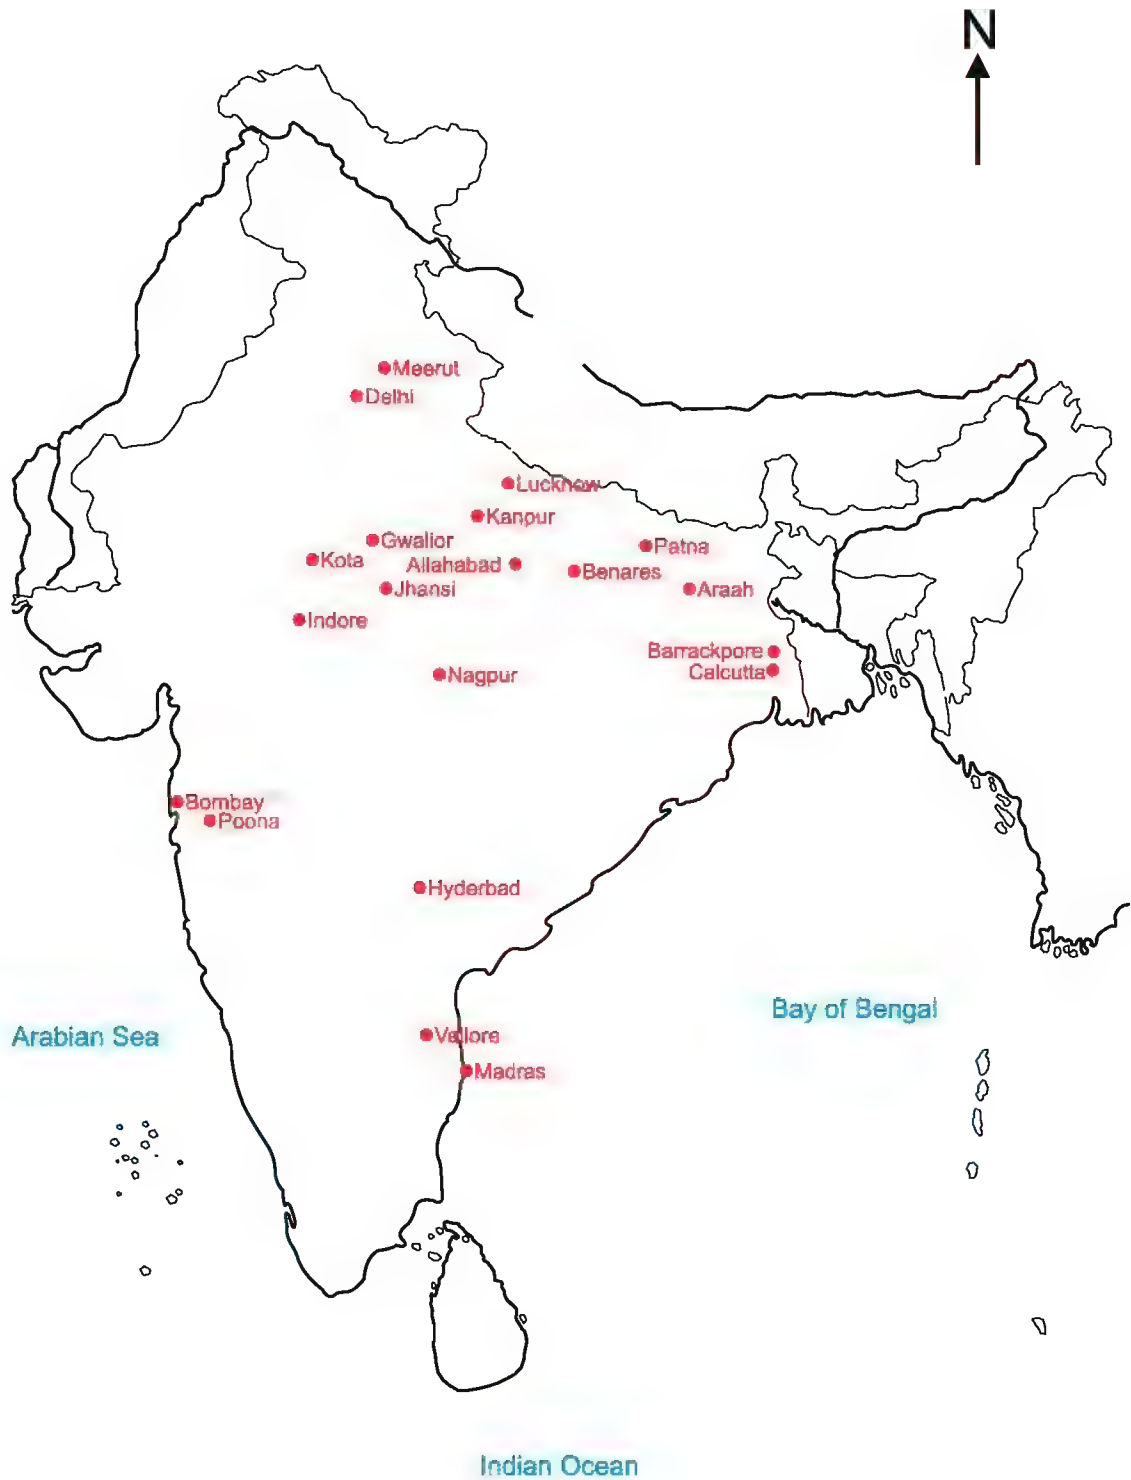 N
Meerut
Delhi
Lucknow
Kanpur
Gwalior
Patna
Kota
Allahabad
Benares
Jhansi
Araah
Indore
Barrackpore
Calcutta
Nagpur
Bombay
Poona
Hyderbad
Bay of Bengal
Arabian Sea
Vellore
Madras
Indian Ocean